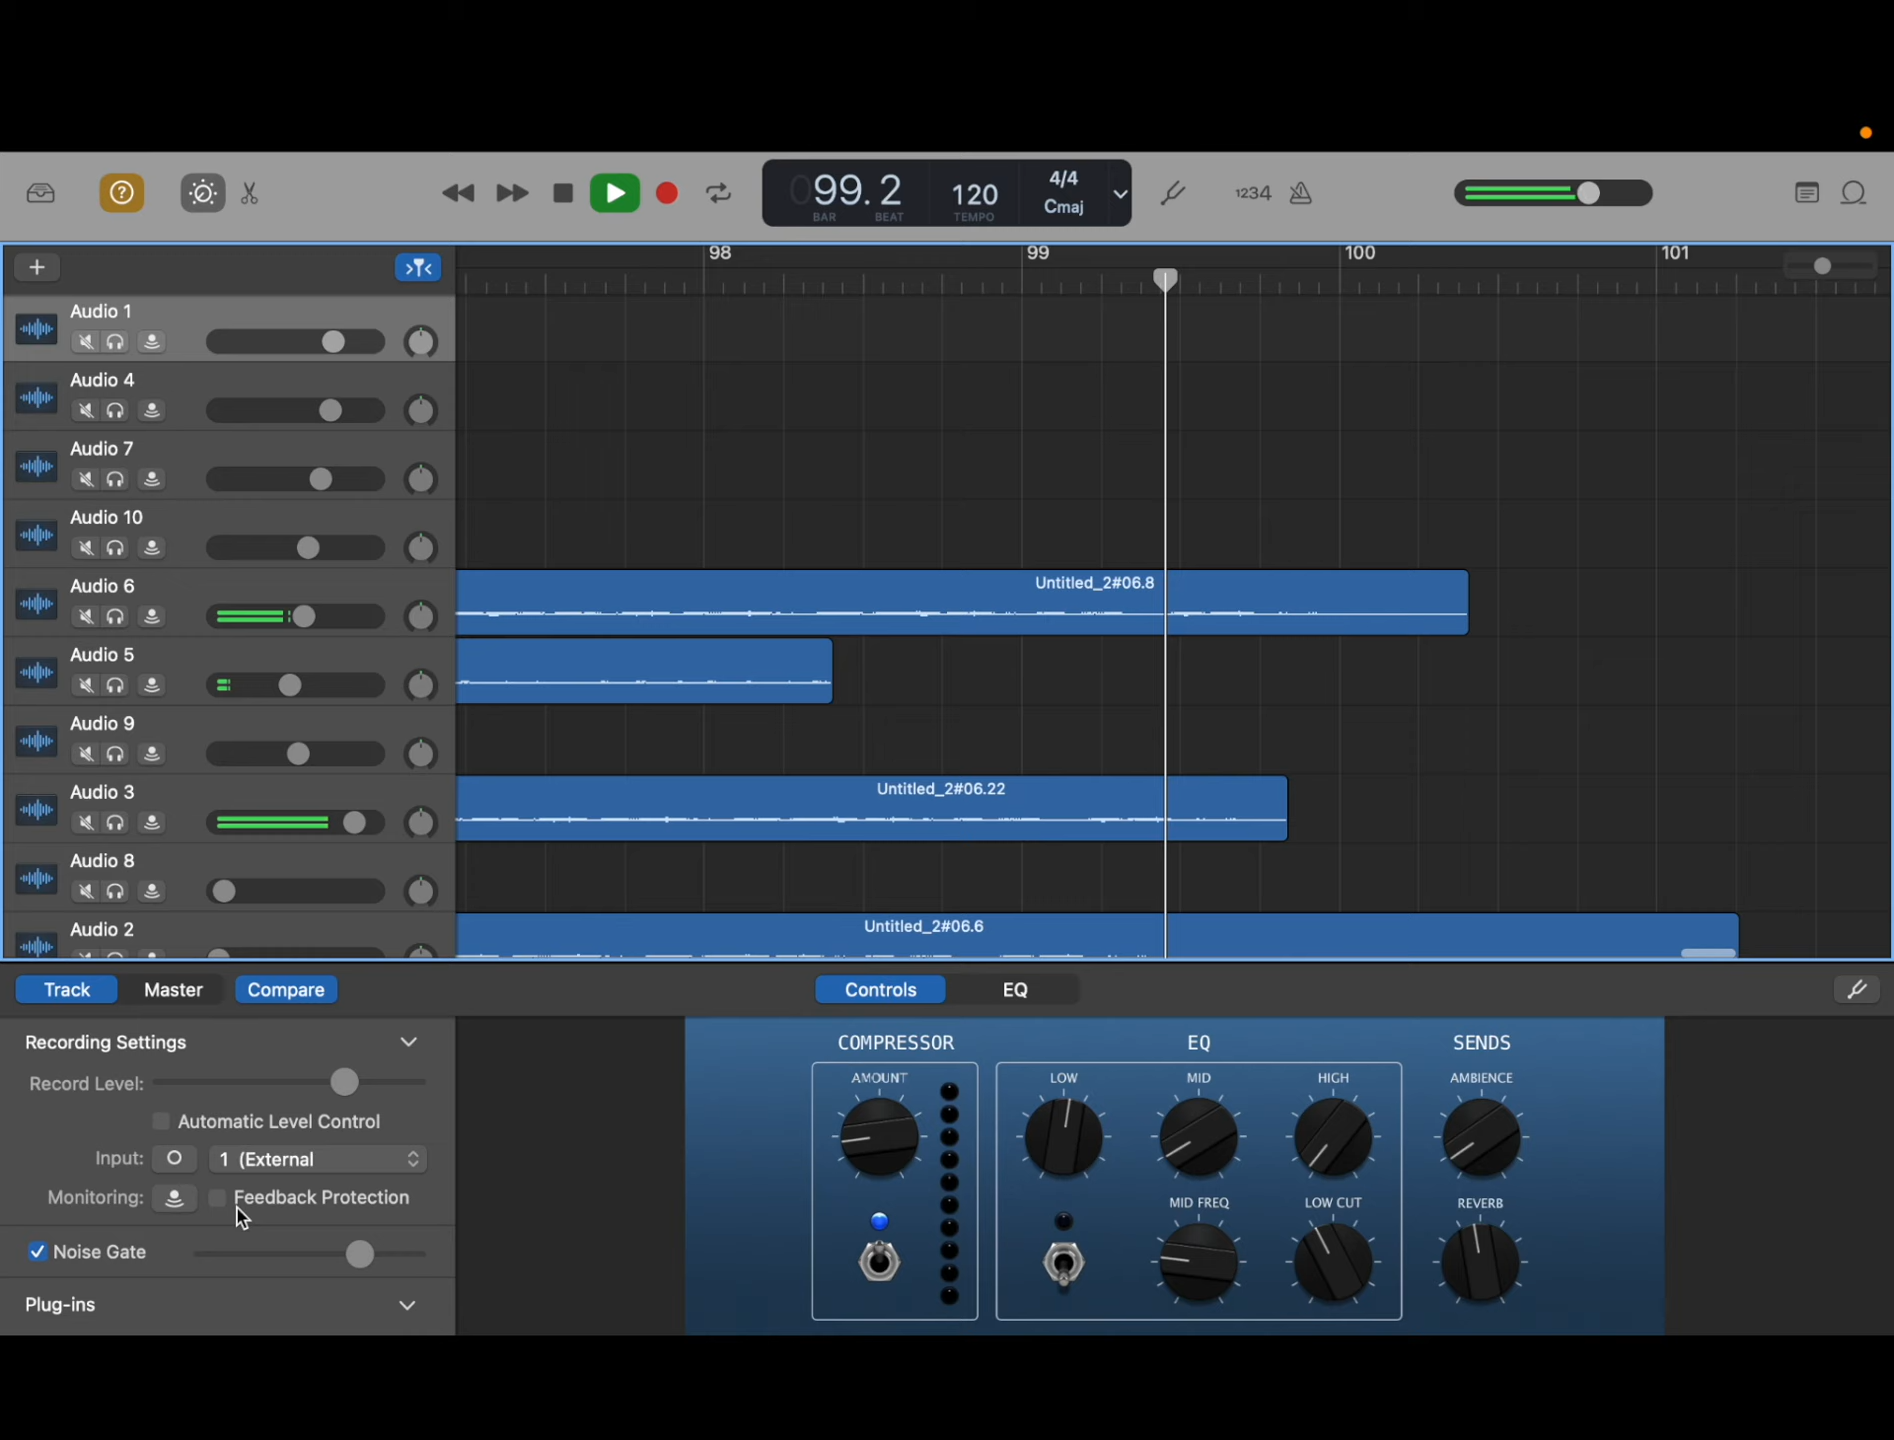 099.2
BAR BEAT
120
TEMPO
4/4
Cmaj
1234
98 99 100 101
Audio 1
Audio 4
Audio 7
Audio 10
Audio 6
Untitled_2#06.8
Audio 5
Audio 9
Audio 3
Untitled_2#06.22
Audio 8
Audio 2
Untitled_2#06.6
Track Master Compare
Controls EQ
Recording Settings
Record Level:
Automatic Level Control
Input: 1 (External
Monitoring: Feedback Protection
Noise Gate
Plug-ins
COMPRESSOR
AMOUNT
EQ
LOW MID HIGH
MID FREQ LOW CUT
SENDS
AMBIENCE
REVERB